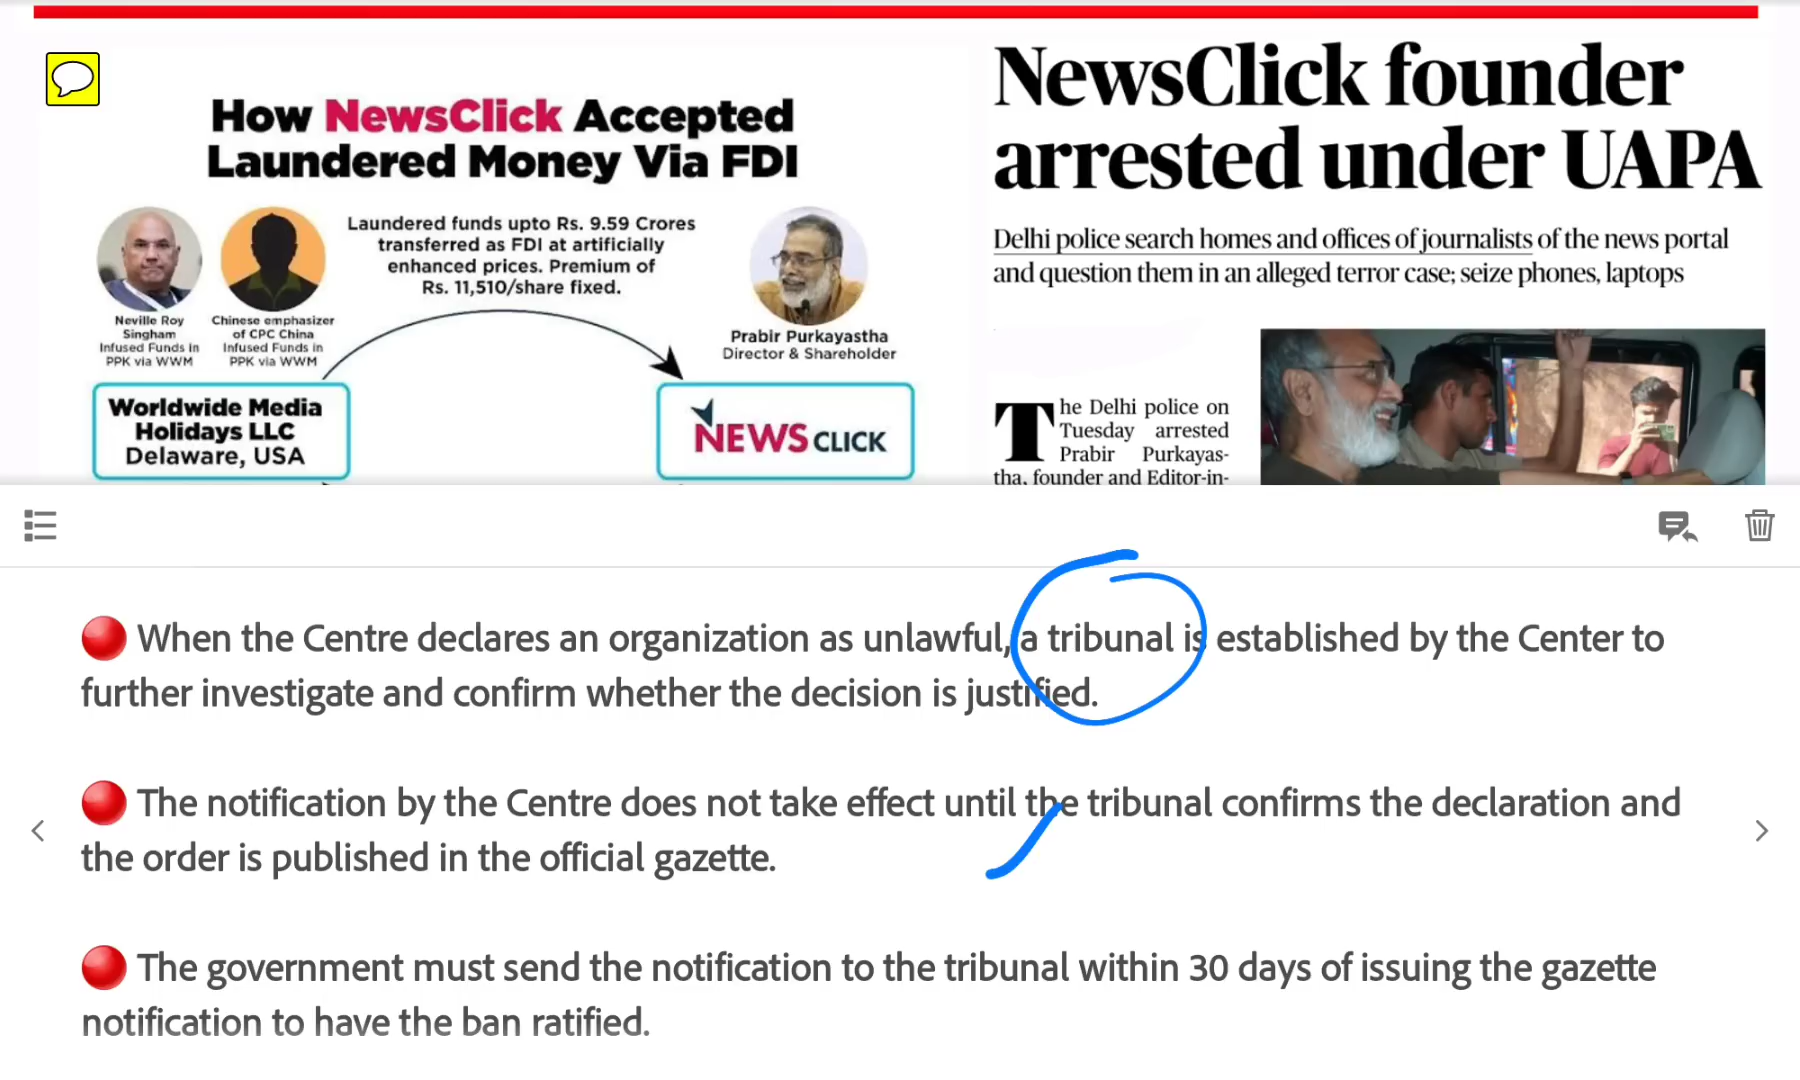 How NewsClick Accepted
Laundered Money Via FDI
Laundered funds upto Rs. 9.59 Crores
transferred as FDI at artificially
enhanced prices. Premium of
Rs. 11,510/share fixed.
Neville Roy
Singham
Infused Funds in
PPK via WWM
Chinese emphasizer
of CPC China
Infused Funds in
PPK via WWM
Prabir Purkayastha
Director & Shareholder
Worldwide Media
Holidays LLC
Delaware, USA
NEWS CLICK
NewsClick founder
arrested under UAPA
Delhi police search homes and offices of journalists of the news portal
and question them in an alleged terror case; seize phones, laptops
The Delhi police on
Tuesday arrested
Prabir Purkayas-
tha, founder and Editor-in-
🔴 When the Centre declares an organization as unlawful, a tribunal is established by the Center to
further investigate and confirm whether the decision is justified.
🔴 The notification by the Centre does not take effect until the tribunal confirms the declaration and
the order is published in the official gazette.
🔴 The government must send the notification to the tribunal within 30 days of issuing the gazette
notification to have the ban ratified.